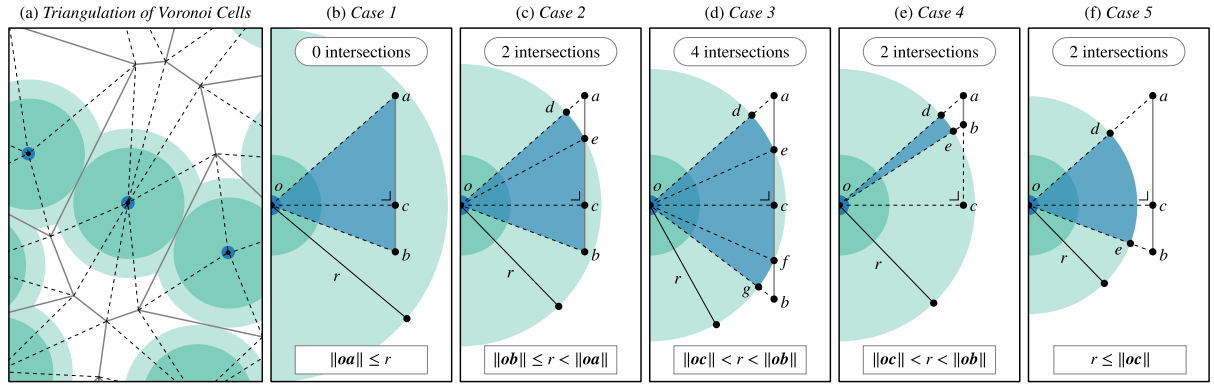 (a) Triangulation of Voronoi Cells
(b) Case 1
0 intersections
a
o
c
b
r
‖oa‖ ≤ r
(c) Case 2
2 intersections
a
d
e
o
c
b
r
‖ob‖ ≤ r < ‖oa‖
(d) Case 3
4 intersections
a
d
e
o
c
f
g
b
r
‖oc‖ < r < ‖ob‖
(e) Case 4
2 intersections
a
d
b
e
o
c
r
‖oc‖ < r < ‖ob‖
(f) Case 5
2 intersections
a
d
o
c
e
b
r
r ≤ ‖oc‖